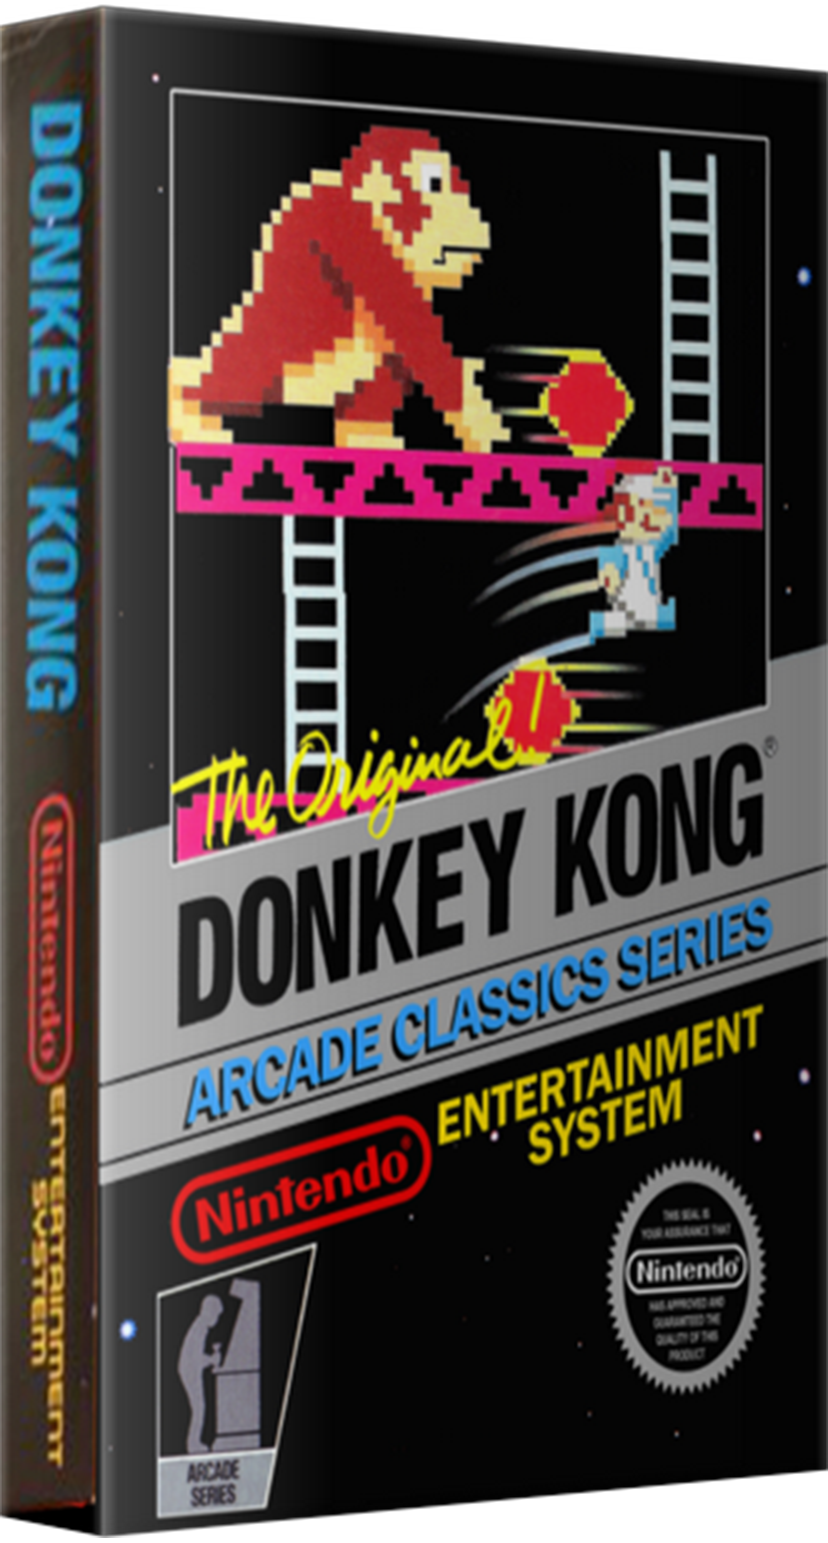 DONKEY KONG
Nintendo
ENTERTAINMENT
SYSTEM
The Original!
DONKEY KONG®
ARCADE CLASSICS SERIES
Nintendo®
ENTERTAINMENT
SYSTEM
THIS SEAL IS
YOUR ASSURANCE THAT
Nintendo®
HAS APPROVED AND
GUARANTEED THE
QUALITY OF THIS
PRODUCT
ARCADE
SERIES